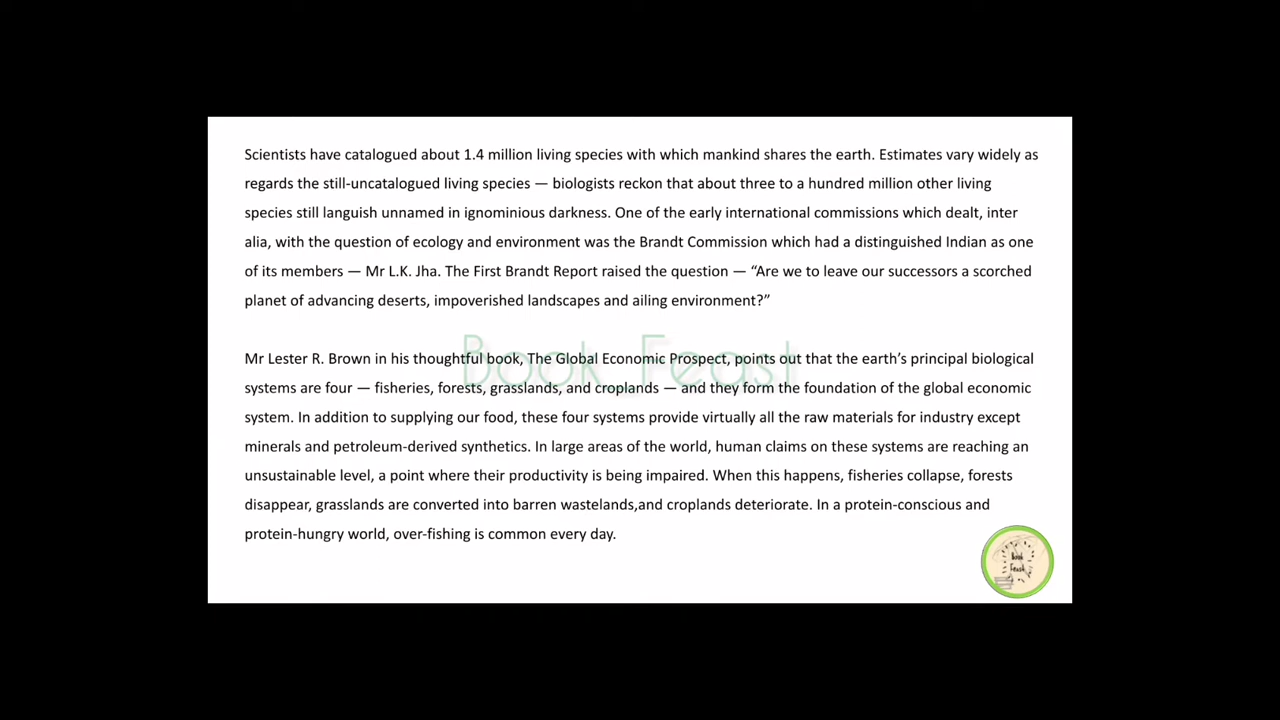 Scientists have catalogued about 1.4 million living species with which mankind shares the earth. Estimates vary widely as
regards the still-uncatalogued living species — biologists reckon that about three to a hundred million other living
species still languish unnamed in ignominious darkness. One of the early international commissions which dealt, inter
alia, with the question of ecology and environment was the Brandt Commission which had a distinguished Indian as one
of its members — Mr L.K. Jha. The First Brandt Report raised the question — “Are we to leave our successors a scorched
planet of advancing deserts, impoverished landscapes and ailing environment?”
Mr Lester R. Brown in his thoughtful book, The Global Economic Prospect, points out that the earth’s principal biological
systems are four — fisheries, forests, grasslands, and croplands — and they form the foundation of the global economic
system. In addition to supplying our food, these four systems provide virtually all the raw materials for industry except
minerals and petroleum-derived synthetics. In large areas of the world, human claims on these systems are reaching an
unsustainable level, a point where their productivity is being impaired. When this happens, fisheries collapse, forests
disappear, grasslands are converted into barren wastelands,and croplands deteriorate. In a protein-conscious and
protein-hungry world, over-fishing is common every day.
Book_Feast
Book
Feast